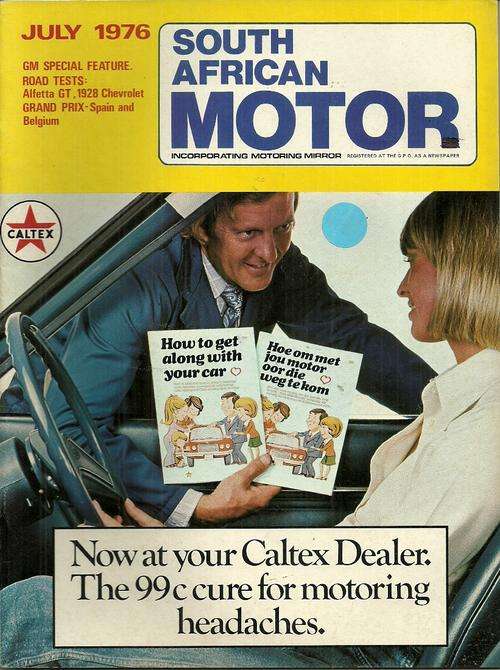 JULY 1976
GM SPECIAL FEATURE.
ROAD TESTS:
Alfetta GT ,1928 Chevrolet
GRAND PRIX-Spain and
Belgium
SOUTH
AFRICAN
MOTOR
INCORPORATING MOTORING MIRROR REGISTERED AT THE G.P.O. AS A NEWSPAPER
CALTEX
How to get
along with
your car
Hoe om met
jou motor
oor die
weg te kom
Now at your Caltex Dealer.
The 99c cure for motoring
headaches.